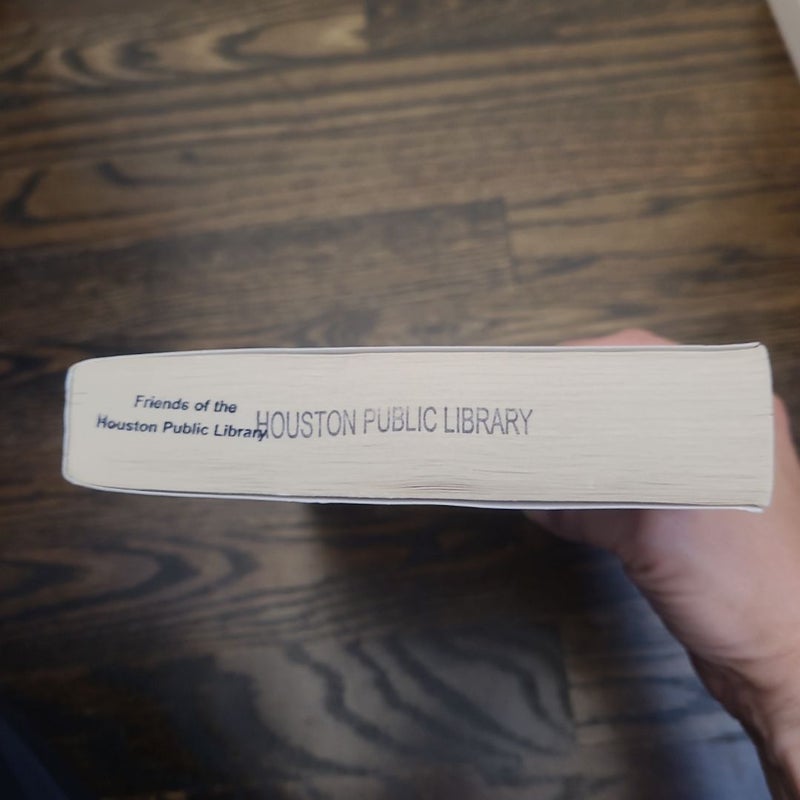 Friends of the
Houston Public Library
HOUSTON PUBLIC LIBRARY